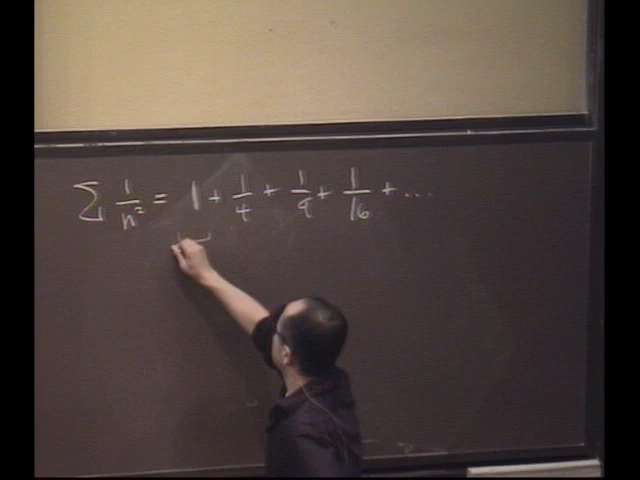 ∑ 1/n² = 1 + 1/4 + 1/9 + 1/16 + ...